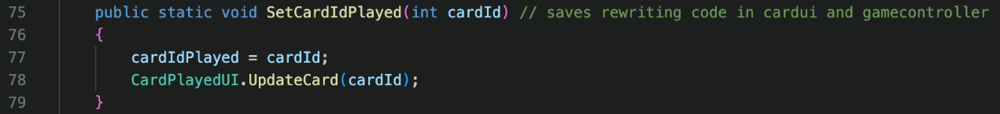 75 public static void SetCardIdPlayed(int cardId) // saves rewriting code in cardui and gamecontroller
76 {
77 cardIdPlayed = cardId;
78 CardPlayedUI.UpdateCard(cardId);
79 }